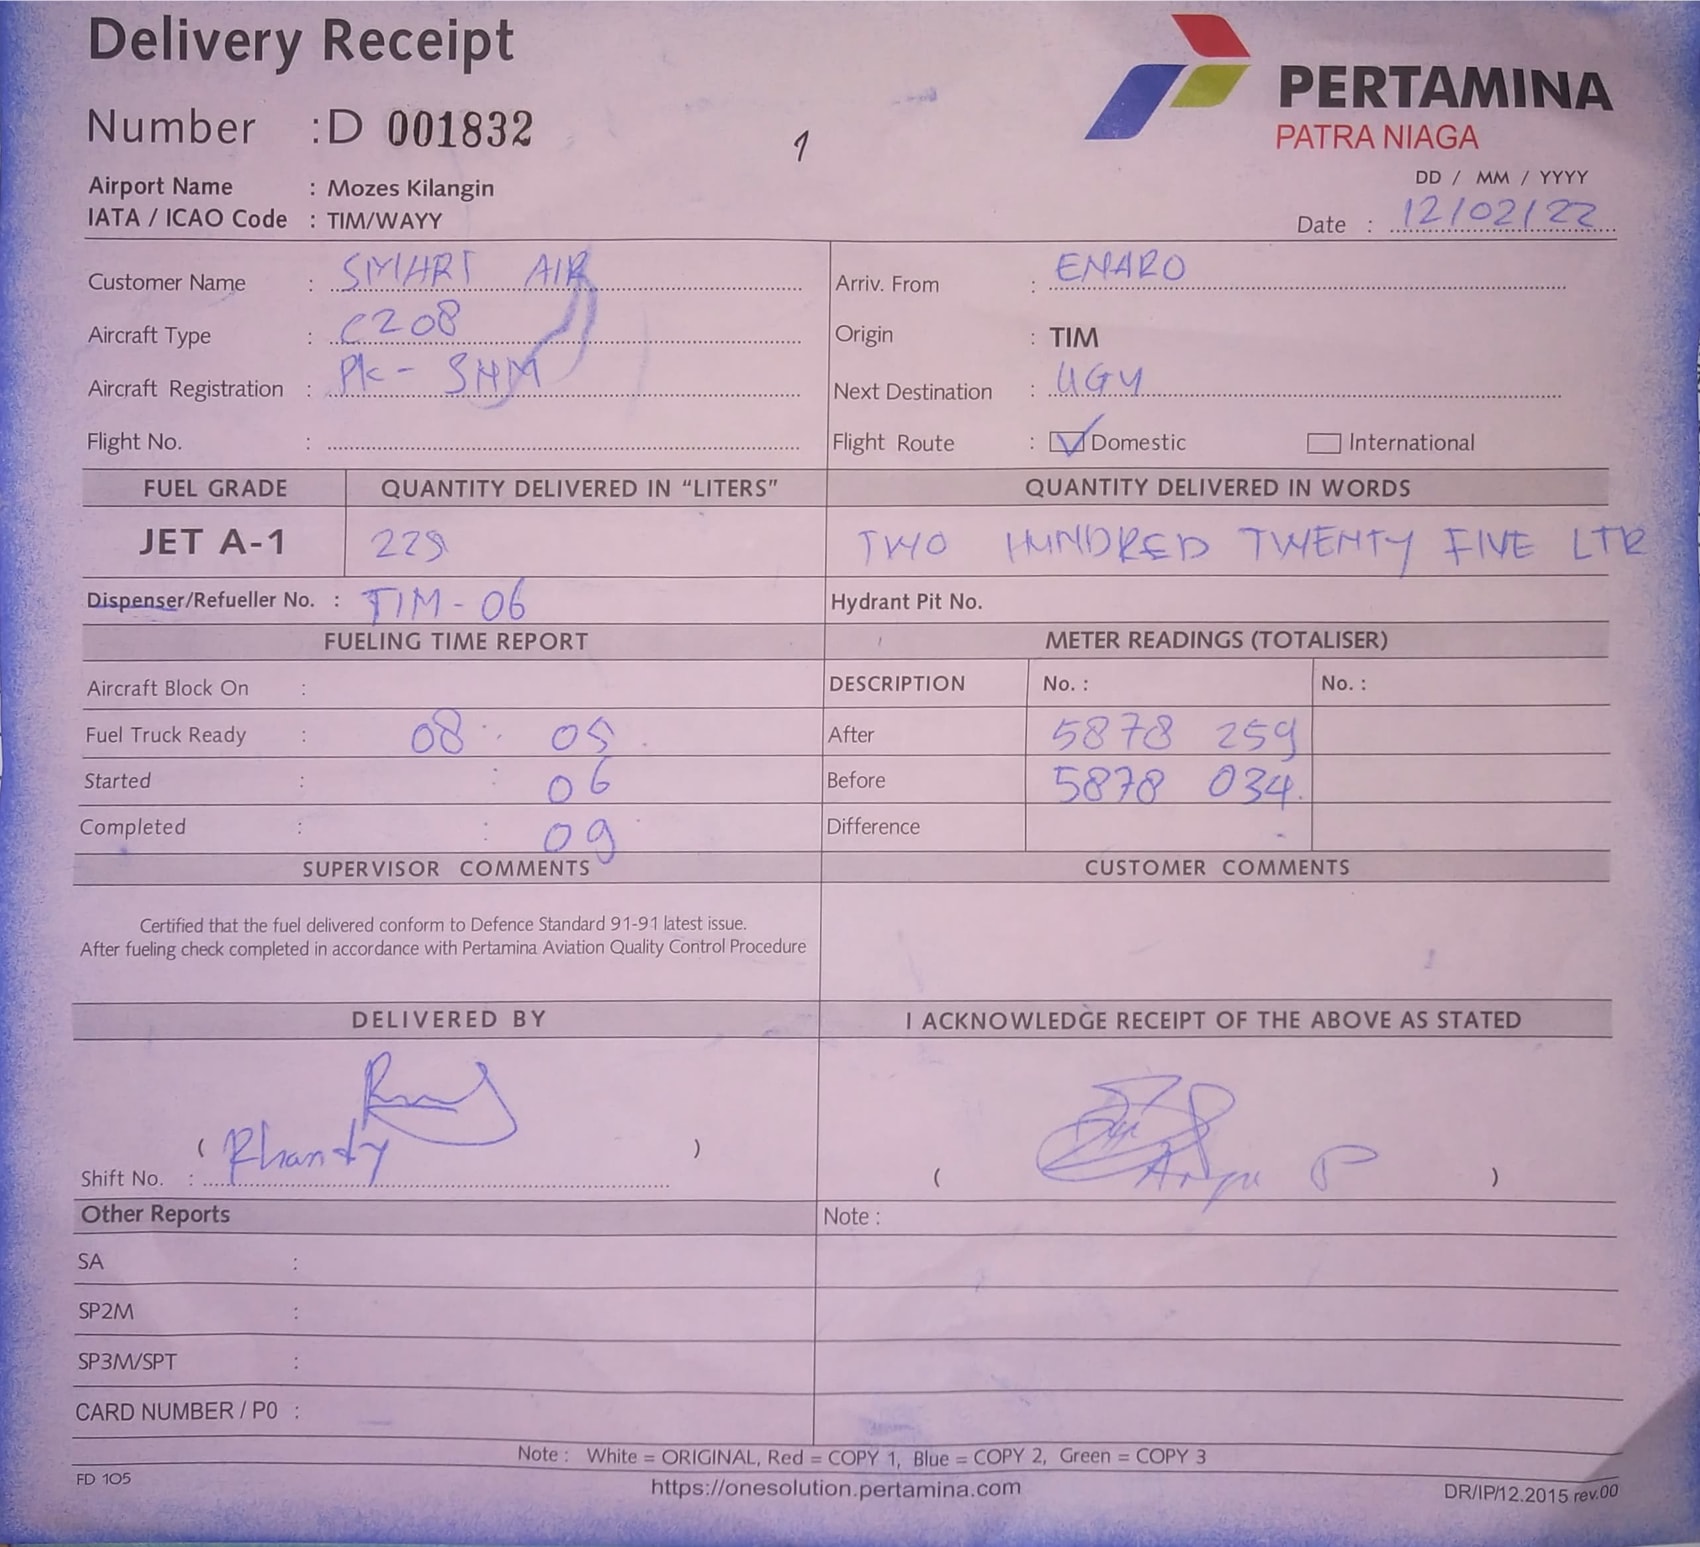 Delivery Receipt
PERTAMINA
PATRA NIAGA
Number : D 001832
1
Airport Name : Mozes Kilangin
IATA / ICAO Code : TIM/WAYY
DD / MM / YYYY
Date : 12/02/22
Customer Name : SMART AIR
Arriv. From : ENARO
Aircraft Type : C208
Origin : TIM
Aircraft Registration : PK - SNM
Next Destination : UGU
Flight No. :
Flight Route : Domestic International
FUEL GRADE QUANTITY DELIVERED IN “LITERS” QUANTITY DELIVERED IN WORDS
JET A-1 225 TWO HUNDRED TWENTY FIVE LTR
Dispenser/Refueller No. : TIM - 06 Hydrant Pit No.
FUELING TIME REPORT METER READINGS (TOTALISER)
Aircraft Block On : DESCRIPTION No. : No. :
Fuel Truck Ready : 08 : 05 After 5878 259
Started : : 06 Before 5878 034
Completed : : 09 Difference
SUPERVISOR COMMENTS CUSTOMER COMMENTS
Certified that the fuel delivered conform to Defence Standard 91-91 latest issue.
After fueling check completed in accordance with Pertamina Aviation Quality Control Procedure
DELIVERED BY I ACKNOWLEDGE RECEIPT OF THE ABOVE AS STATED
( Rhandy )
Shift No. :
( P )
Other Reports Note :
SA :
SP2M :
SP3M/SPT :
CARD NUMBER / P0 :
Note : White = ORIGINAL, Red = COPY 1, Blue = COPY 2, Green = COPY 3
FD 105
https://onesolution.pertamina.com
DR/IP/12.2015 rev.00